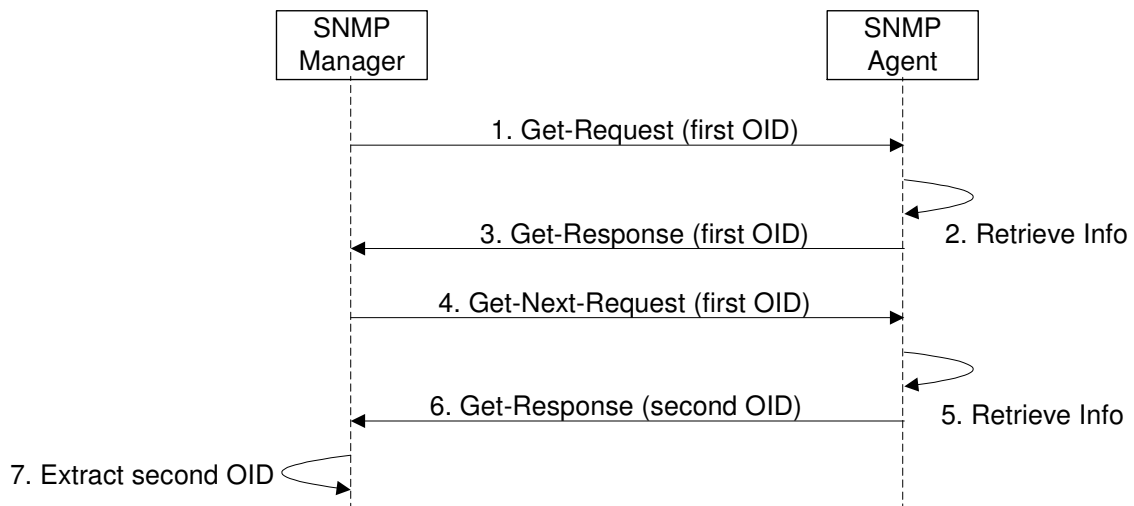 SNMP
Manager
SNMP
Agent
1. Get-Request (first OID)
2. Retrieve Info
3. Get-Response (first OID)
4. Get-Next-Request (first OID)
5. Retrieve Info
6. Get-Response (second OID)
7. Extract second OID